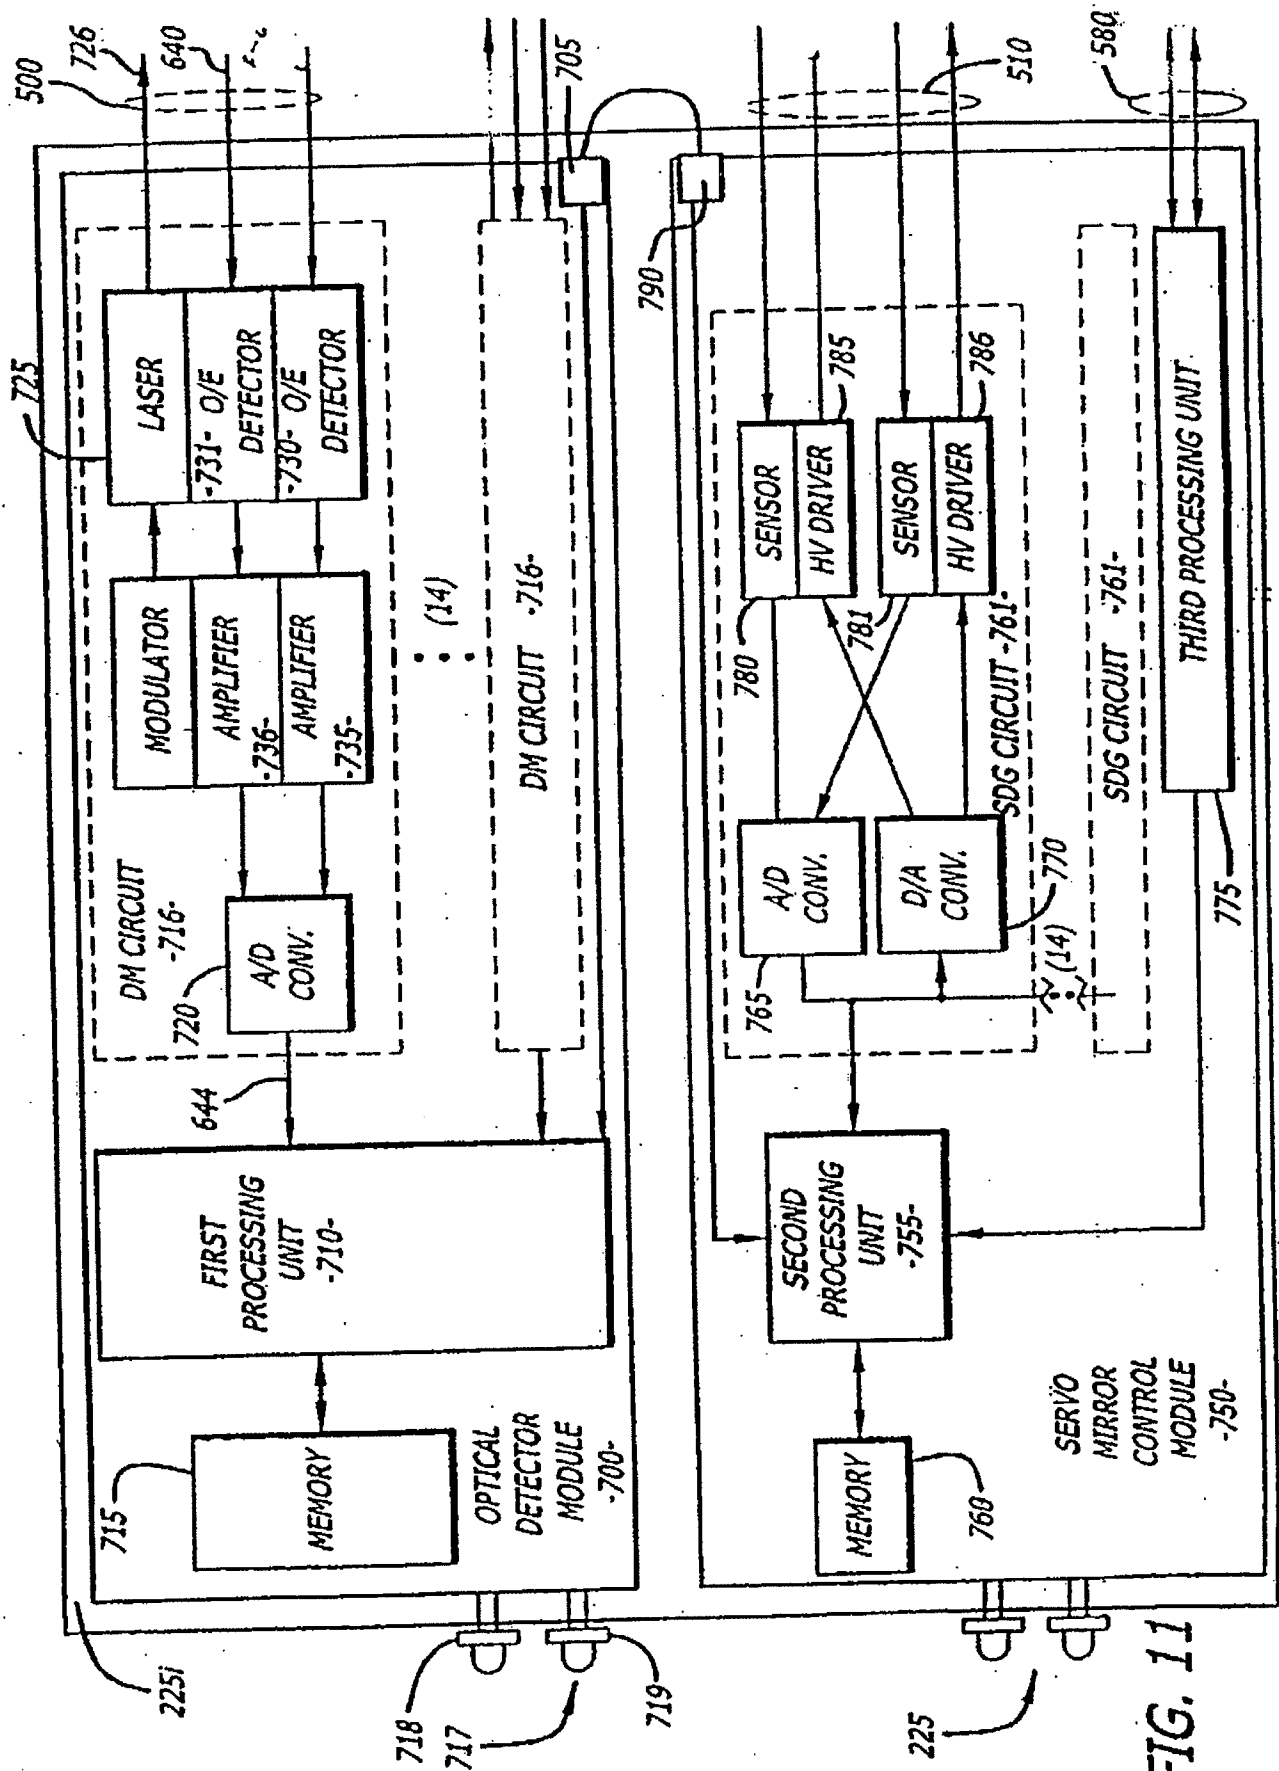 225i
715
MEMORY
OPTICAL
DETECTOR
MODULE
-700-
FIRST
PROCESSING
UNIT
-710-
644
DM CIRCUIT
-716-
720
A/D
CONV.
MODULATOR
AMPLIFIER
-736-
AMPLIFIER
-735-
725
LASER
-731- O/E
DETECTOR
-730- O/E
DETECTOR
(14)
DM CIRCUIT -716-
500
726
640
705
718
717
719
790
MEMORY
760
SERVO
MIRROR
CONTROL
MODULE
-750-
SECOND
PROCESSING
UNIT
-755-
765
A/D
CONV.
D/A
CONV.
770
780
SENSOR
HV DRIVER
785
781
SENSOR
HV DRIVER
786
SDG CIRCUIT -761-
(14)
SDG CIRCUIT -761-
THIRD PROCESSING UNIT
775
510
580
225
FIG. 11